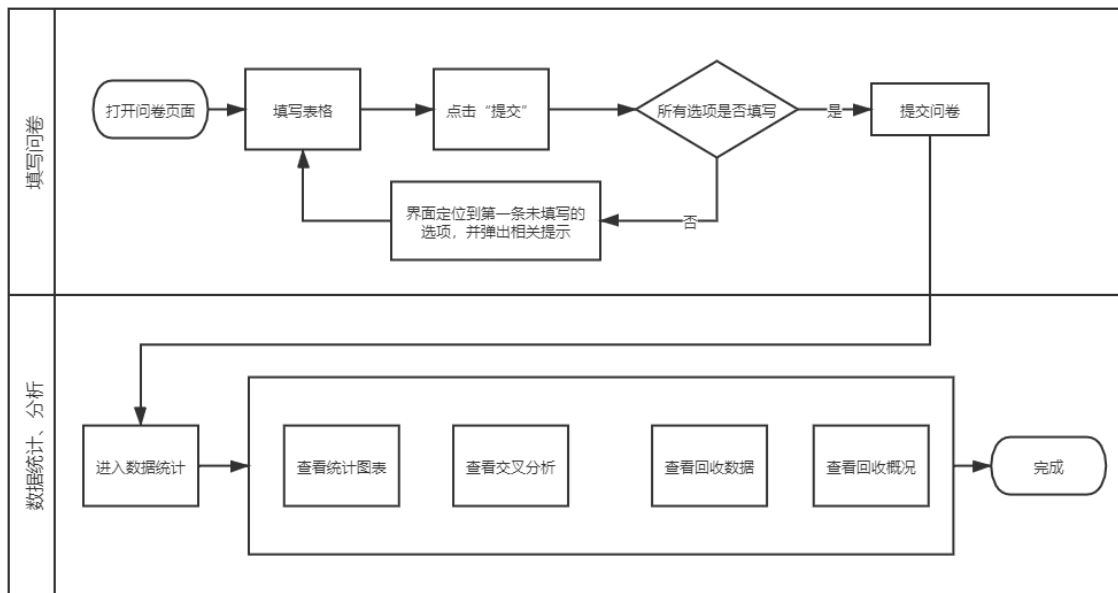 填写问卷
打开问卷页面
填写表格
点击“提交”
所有选项是否填写
是
提交问卷
否
界面定位到第一条未填写的
选项，并弹出相关提示
数据统计、分析
进入数据统计
查看统计图表
查看交叉分析
查看回收数据
查看回收概况
完成